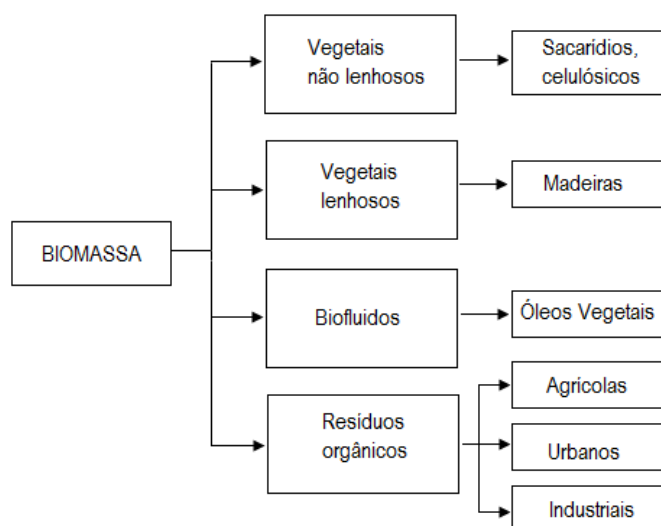 BIOMASSA
Vegetais
não lenhosos
Sacarídios,
celulósicos
Vegetais
lenhosos
Madeiras
Biofluidos
Óleos Vegetais
Resíduos
orgânicos
Agrícolas
Urbanos
Industriais